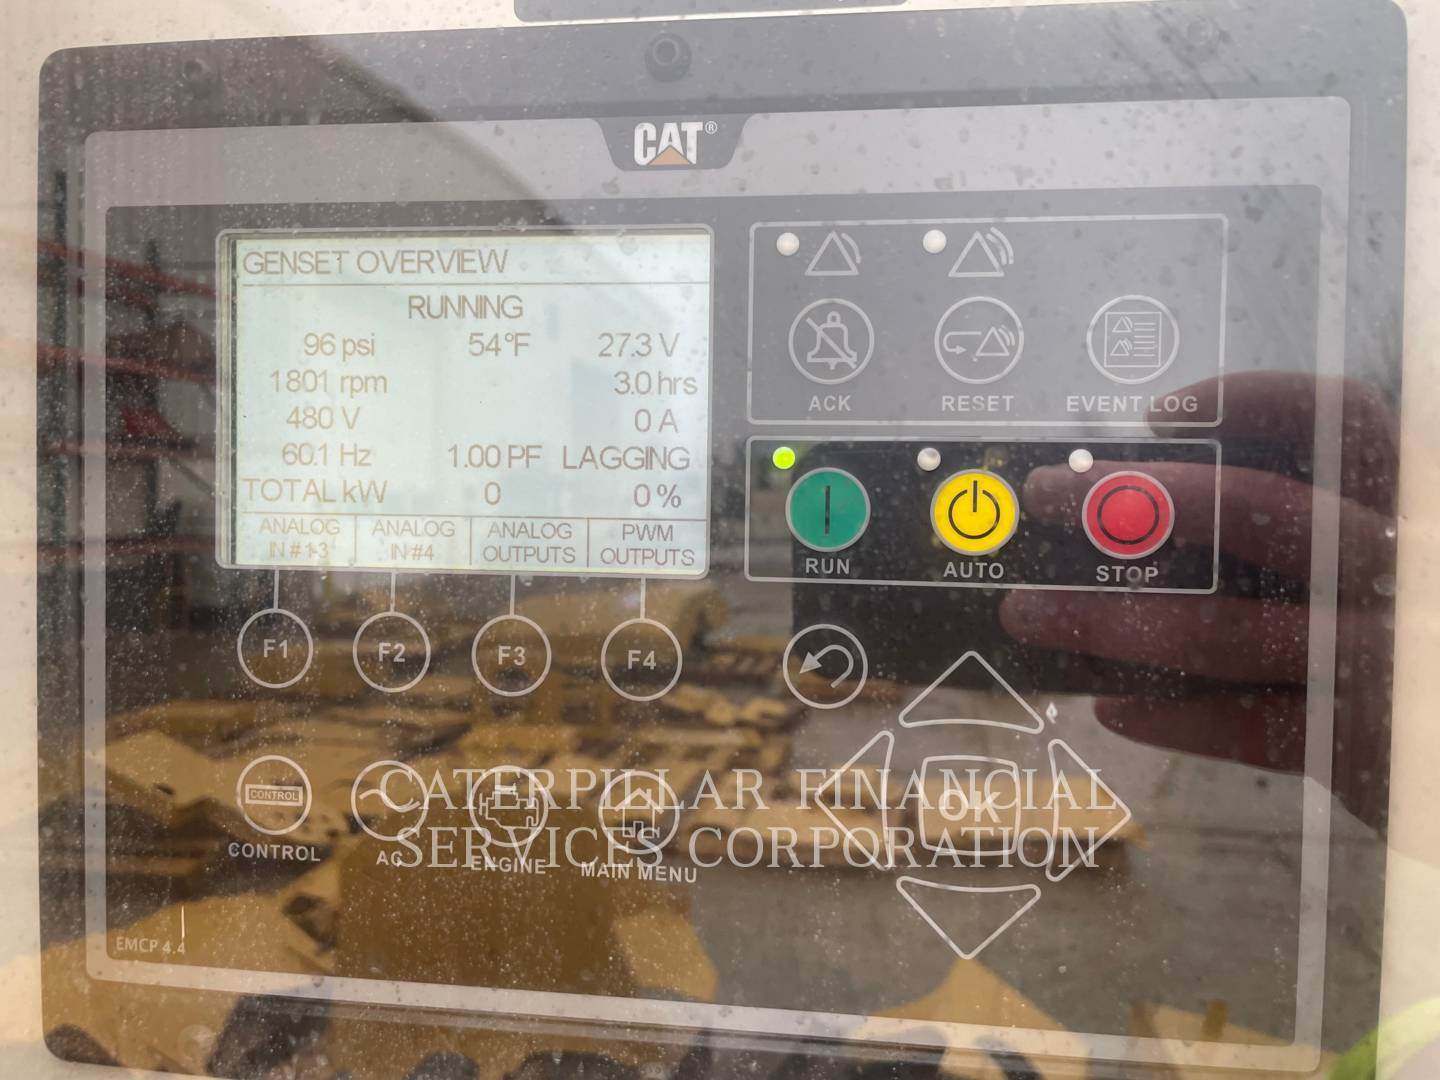 CAT®
GENSET OVERVIEW
RUNNING
96 psi 54°F 27.3 V
1801 rpm 3.0 hrs
480 V 0 A
60.1 Hz 1.00 PF LAGGING
TOTAL kW 0 0 %
ANALOG IN #1-3 ANALOG IN #4 ANALOG OUTPUTS PWM OUTPUTS
F1 F2 F3 F4
ACK RESET EVENT LOG
RUN AUTO STOP
CONTROL
CONTROL AC ENGINE MAIN MENU
OK
EMCP 4.4
CATERPILLAR FINANCIAL
SERVICES CORPORATION